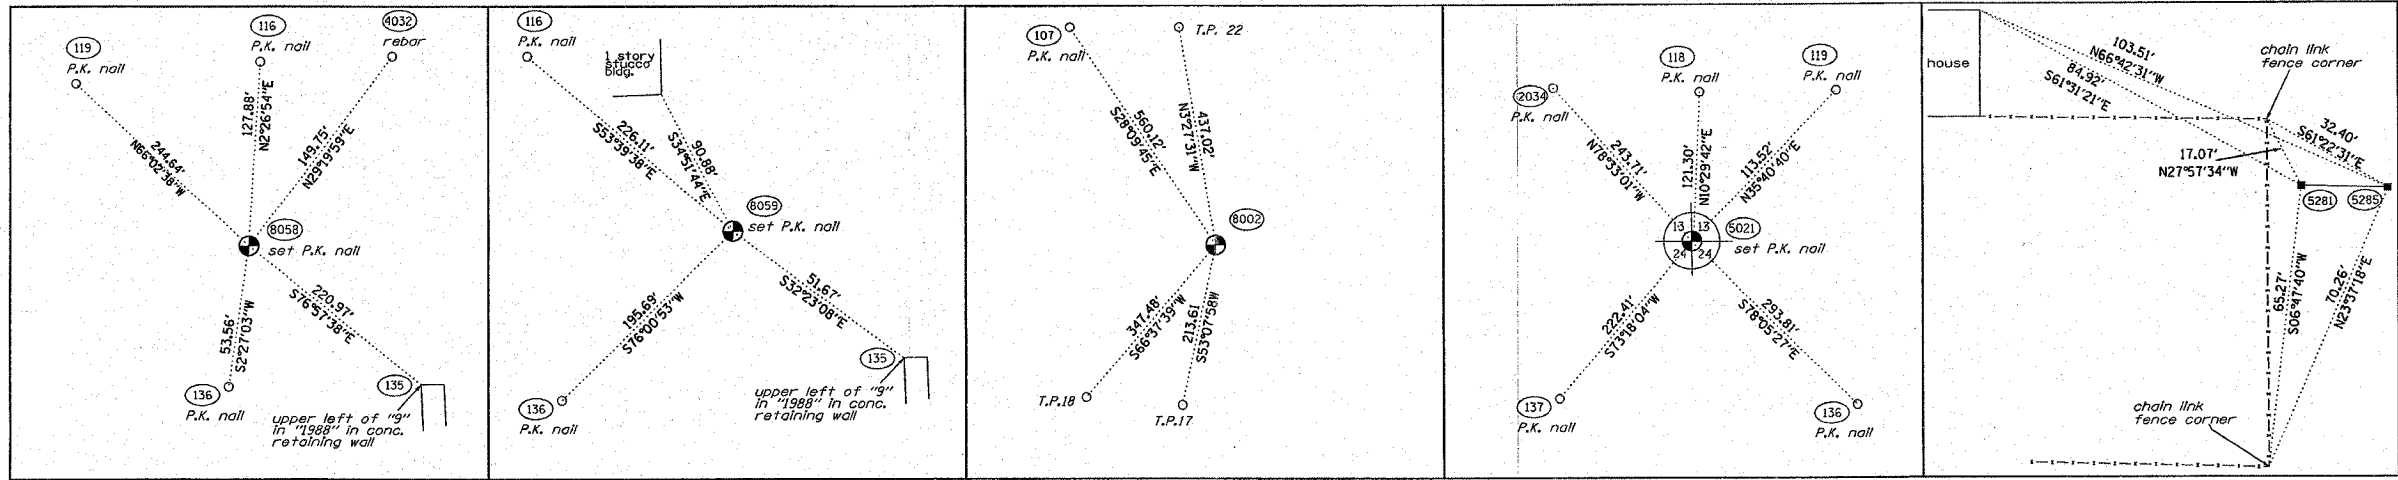 119
P.K. nail
116
P.K. nail
4032
rebar
244.64'
N66°02'38"W
127.88'
N2°26'54"E
149.75'
N29°19'59"E
8058
set P.K. nail
53.56'
S2°27'03"W
220.97'
S76°57'38"E
136
P.K. nail
135
upper left of "9"
in "1988" in conc.
retaining wall
116
P.K. nail
1 story
stucco
bldg.
226.11'
S53°39'38"E
90.88'
S34°51'44"E
8059
set P.K. nail
195.69'
S76°00'53"W
51.67'
S32°23'08"E
136
P.K. nail
135
upper left of "9"
in "1988" in conc.
retaining wall
107
P.K. nail
T.P. 22
560.12'
S28°09'45"E
437.02'
N3°27'31"W
8002
347.48'
S66°37'39"W
213.61
S53°07'58W
T.P.18
T.P.17
2034
P.K. nail
118
P.K. nail
119
P.K. nail
243.71'
N78°33'01"W
121.30'
N10°29'42"E
113.52'
N35°40'40"E
13 13
24 24
5021
set P.K. nail
222.41'
S73°18'04"W
293.81'
S78°05'27"E
137
P.K. nail
136
P.K. nail
house
103.51'
N66°42'31"W
84.92'
S61°31'21"E
chain link
fence corner
32.40'
S61°22'31"E
17.07'
N27°57'34"W
5281
5285
65.27'
S06°47'40"W
70.26'
N23°37'18"E
chain link
fence corner